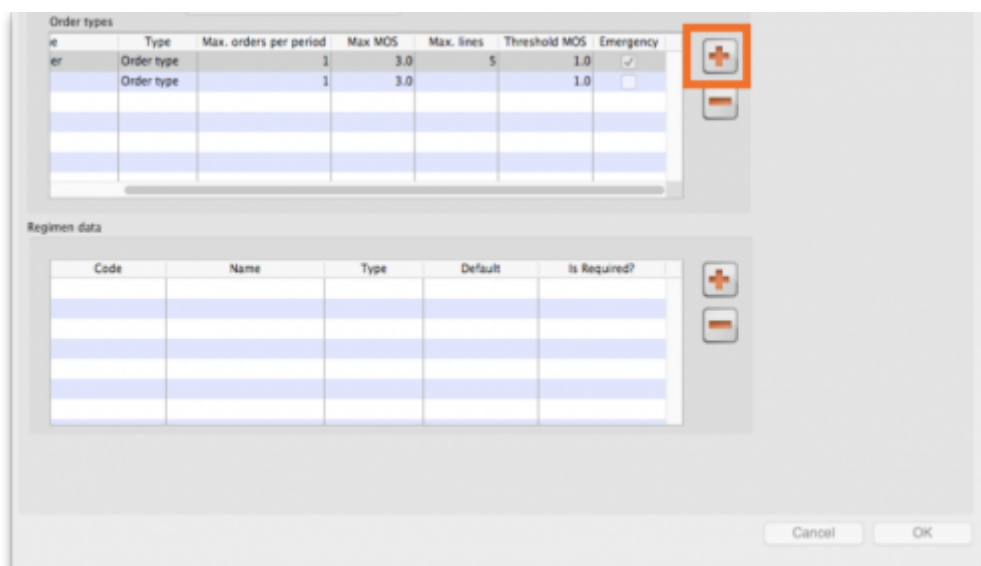 Order types
e Type Max. orders per period Max MOS Max. lines Threshold MOS Emergency
er Order type 1 3.0 5 1.0
Order type 1 3.0 1.0
Regimen data
Code Name Type Default Is Required?
Cancel OK